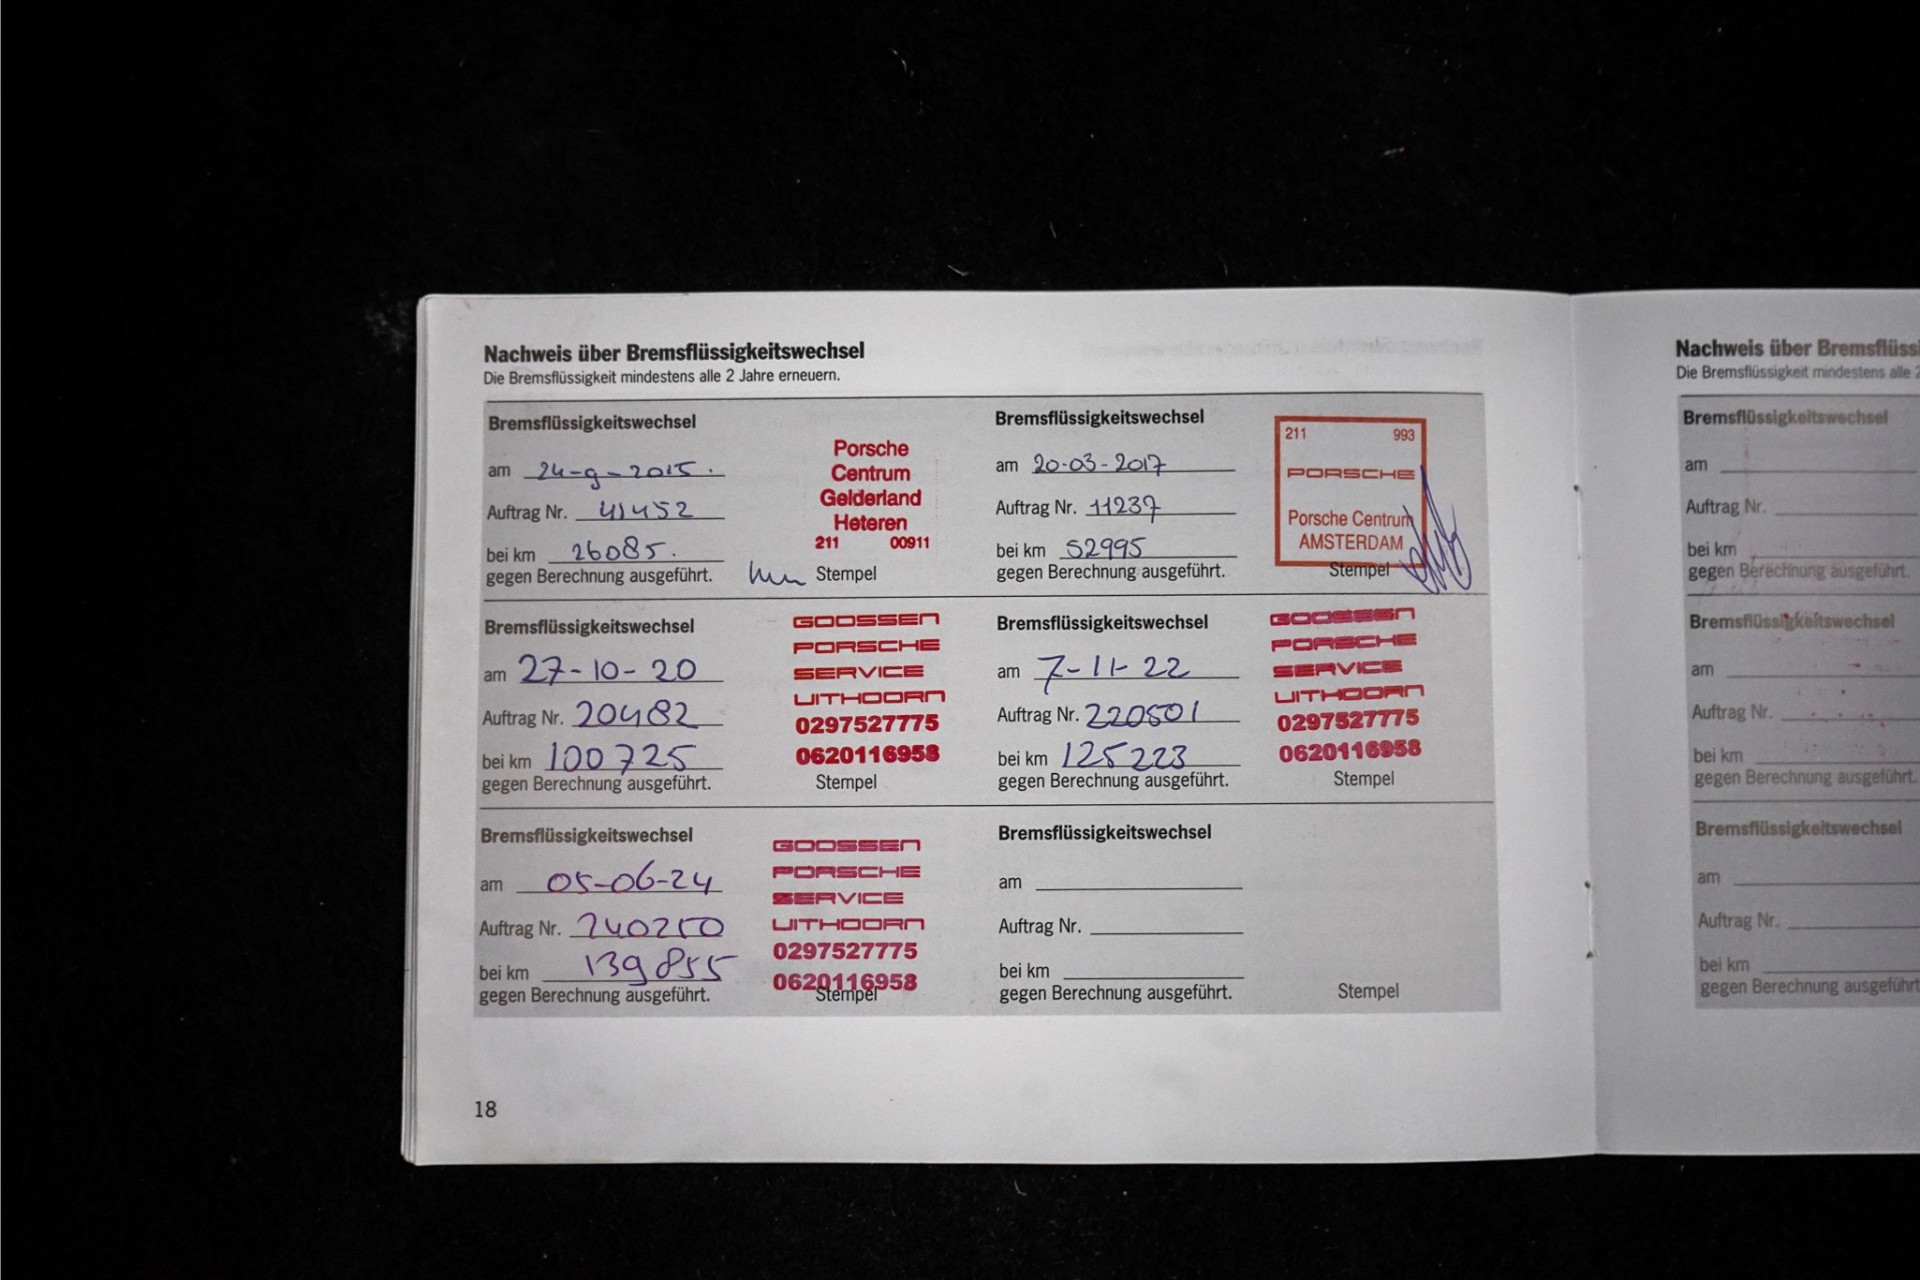 Nachweis über Bremsflüssigkeitswechsel
Die Bremsflüssigkeit mindestens alle 2 Jahre erneuern.
Bremsflüssigkeitswechsel
am 24-9-2015.
Auftrag Nr. 41452
bei km 26085.
gegen Berechnung ausgeführt.
Porsche
Centrum
Gelderland
Heteren
211 00911
Stempel
Bremsflüssigkeitswechsel
am 20-03-2017
Auftrag Nr. 11237
bei km 52995
gegen Berechnung ausgeführt.
211 993
PORSCHE
Porsche Centrum
AMSTERDAM
Stempel
Bremsflüssigkeitswechsel
am 27-10-20
Auftrag Nr. 20482
bei km 100725
gegen Berechnung ausgeführt.
GOOSSEN
PORSCHE
SERVICE
UITHOORN
0297527775
0620116958
Stempel
Bremsflüssigkeitswechsel
am 7-11-22
Auftrag Nr. 220501
bei km 125223
gegen Berechnung ausgeführt.
GOOSSEN
PORSCHE
SERVICE
UITHOORN
0297527775
0620116958
Stempel
Bremsflüssigkeitswechsel
am 05-06-24
Auftrag Nr. 240250
bei km 139855
gegen Berechnung ausgeführt.
GOOSSEN
PORSCHE
SERVICE
UITHOORN
0297527775
0620116958
Stempel
Bremsflüssigkeitswechsel
am
Auftrag Nr.
bei km
gegen Berechnung ausgeführt.
Stempel
18
Nachweis über Bremsflüssi
Die Bremsflüssigkeit mindestens alle 2
Bremsflüssigkeitswechsel
am
Auftrag Nr.
bei km
gegen Berechnung ausgeführt.
Bremsflüssigkeitswechsel
am
Auftrag Nr.
bei km
gegen Berechnung ausgeführt.
Bremsflüssigkeitswechsel
am
Auftrag Nr.
bei km
gegen Berechnung ausgeführt